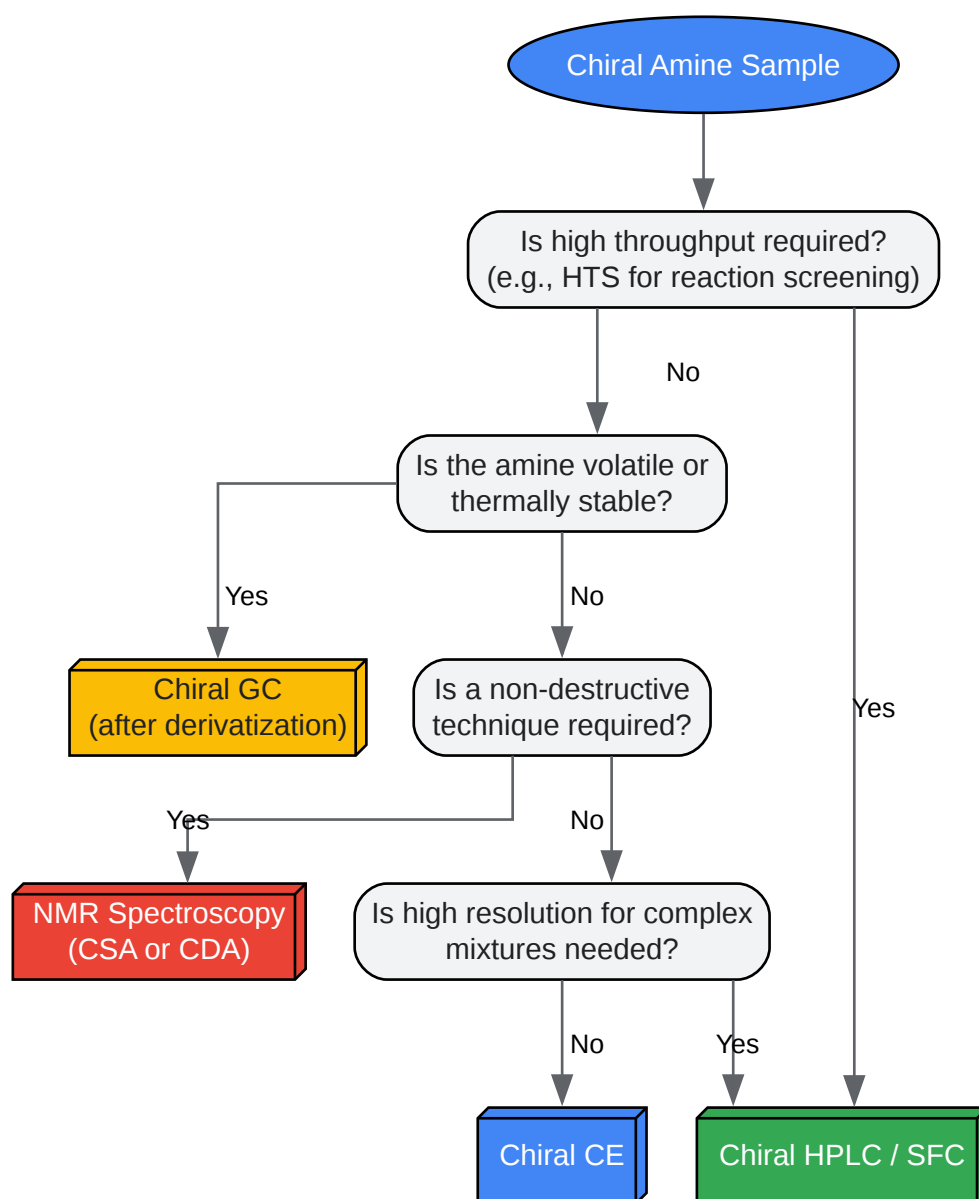 Chiral Amine Sample
Is high throughput required?
(e.g., HTS for reaction screening)
No
Is the amine volatile or
thermally stable?
Yes
No
Chiral GC
(after derivatization)
Is a non-destructive
technique required?
Yes
Yes
No
NMR Spectroscopy
(CSA or CDA)
Is high resolution for complex
mixtures needed?
No
Yes
Chiral CE
Chiral HPLC / SFC